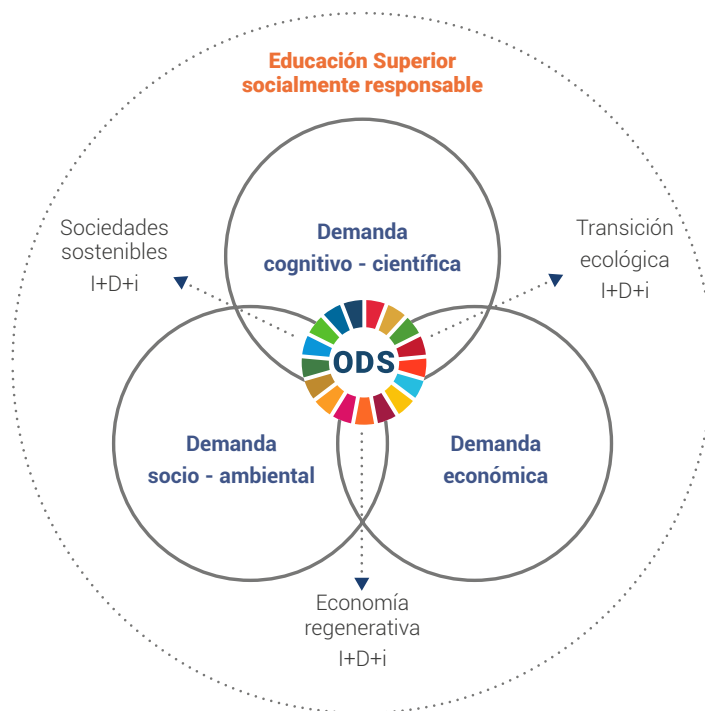 Educación Superior
socialmente responsable
Sociedades
sostenibles
I+D+i
Demanda
cognitivo - científica
Transición
ecológica
I+D+i
ODS
Demanda
socio - ambiental
Demanda
económica
Economía
regenerativa
I+D+i